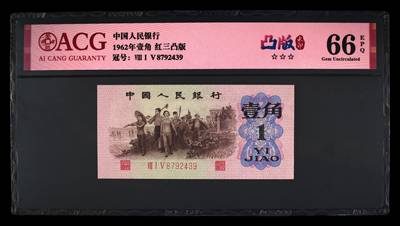 ACG
AI CANG GUARANTY
中国人民银行
1962年壹角 红三凸版
冠号: Ⅷ Ⅰ Ⅴ 8792439
凸版
☆☆☆
66 EPQ
Gem Uncirculated
中國人民銀行
壹角
1
YI
JIAO
Ⅷ Ⅰ Ⅴ 8792439